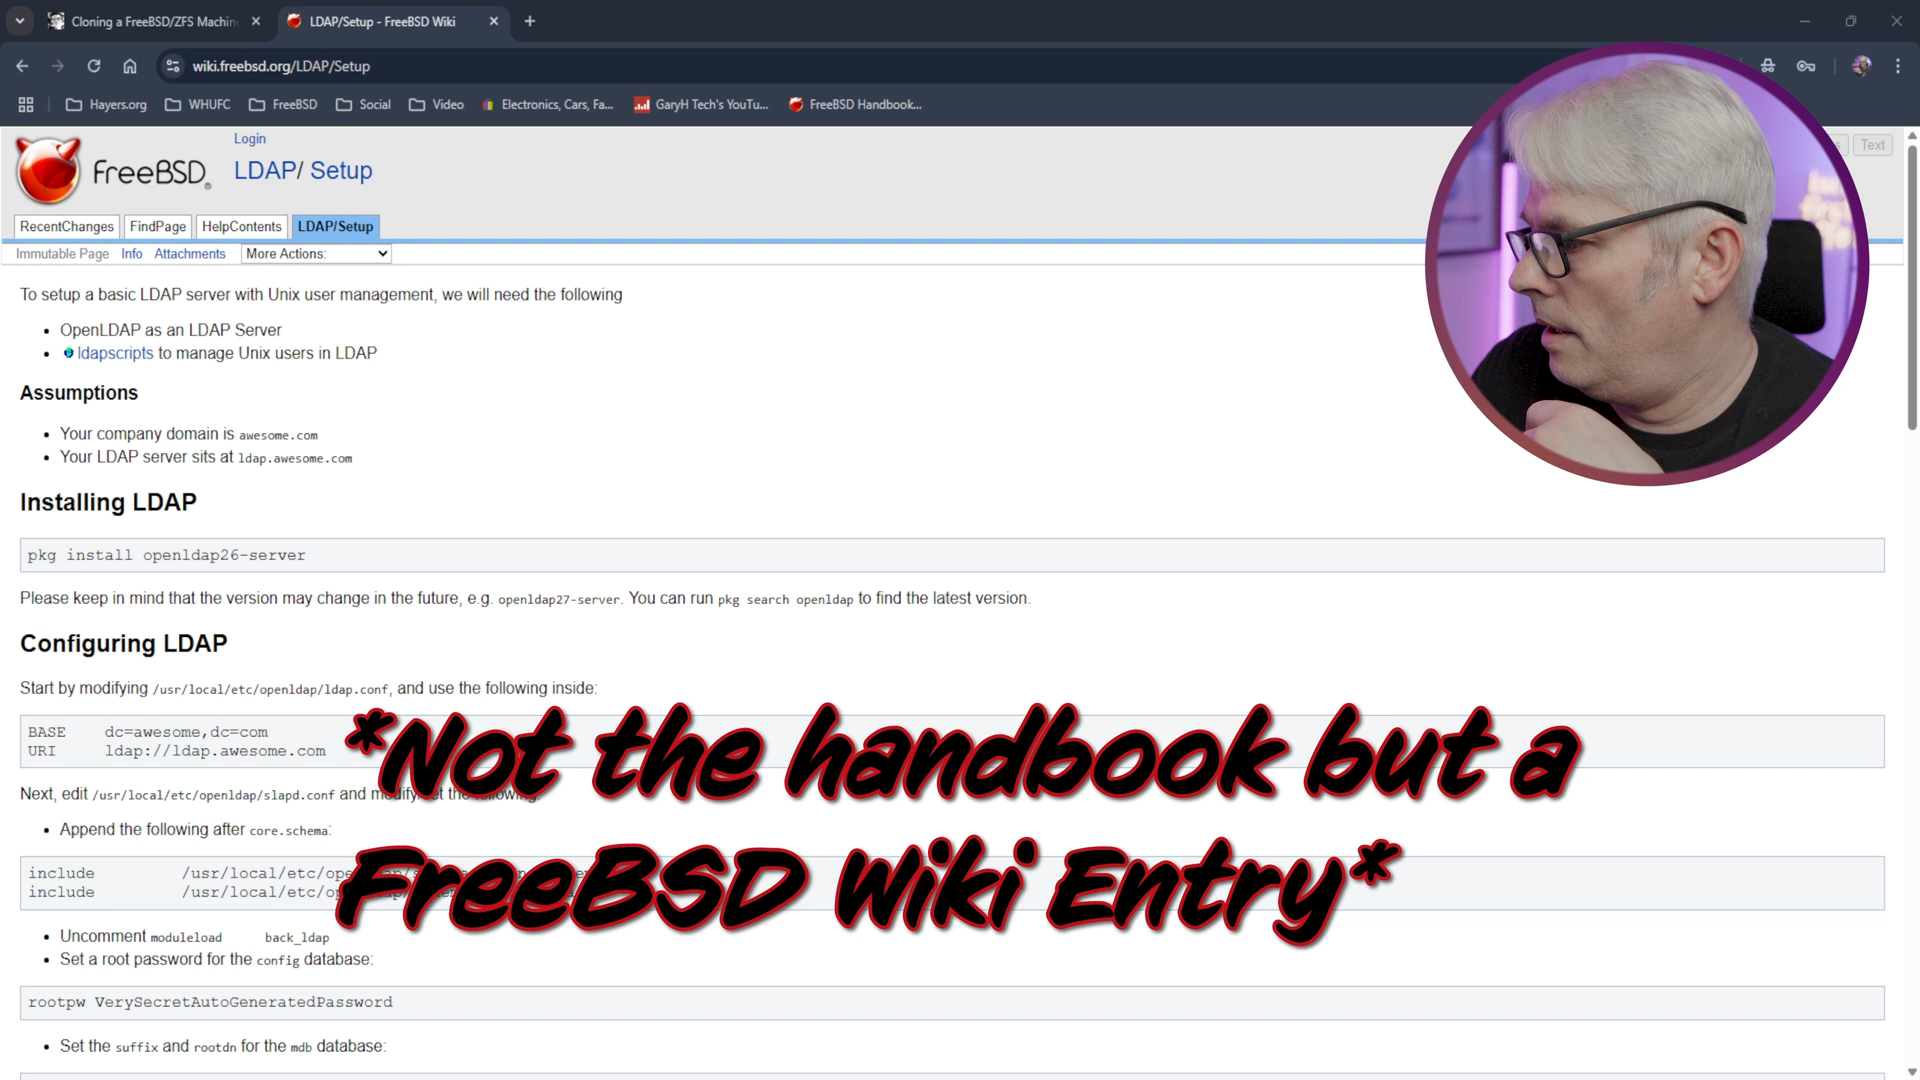 Cloning a FreeBSD/ZFS Machin
LDAP/Setup - FreeBSD Wiki
wiki.freebsd.org/LDAP/Setup
Hayers.org
WHUFC
FreeBSD
Social
Video
Electronics, Cars, Fa...
GaryH Tech's YouTu...
FreeBSD Handbook...
FreeBSD®
Login
LDAP/ Setup
Text
RecentChanges
FindPage
HelpContents
LDAP/Setup
Immutable Page
Info
Attachments
More Actions:
To setup a basic LDAP server with Unix user management, we will need the following
• OpenLDAP as an LDAP Server
• ldapscripts to manage Unix users in LDAP
Assumptions
• Your company domain is awesome.com
• Your LDAP server sits at ldap.awesome.com
Installing LDAP
pkg install openldap26-server
Please keep in mind that the version may change in the future, e.g. openldap27-server. You can run pkg search openldap to find the latest version.
Configuring LDAP
Start by modifying /usr/local/etc/openldap/ldap.conf, and use the following inside:
BASE dc=awesome,dc=com
URI ldap://ldap.awesome.com
*Not the handbook but a
FreeBSD Wiki Entry*
Next, edit /usr/local/etc/openldap/slapd.conf and the following:
• Append the following after core.schema:
include /usr/local/etc/
include /usr/local/etc/
• Uncomment moduleload back_ldap
• Set a root password for the config database:
rootpw VerySecretAutoGeneratedPassword
• Set the suffix and rootdn for the mdb database: